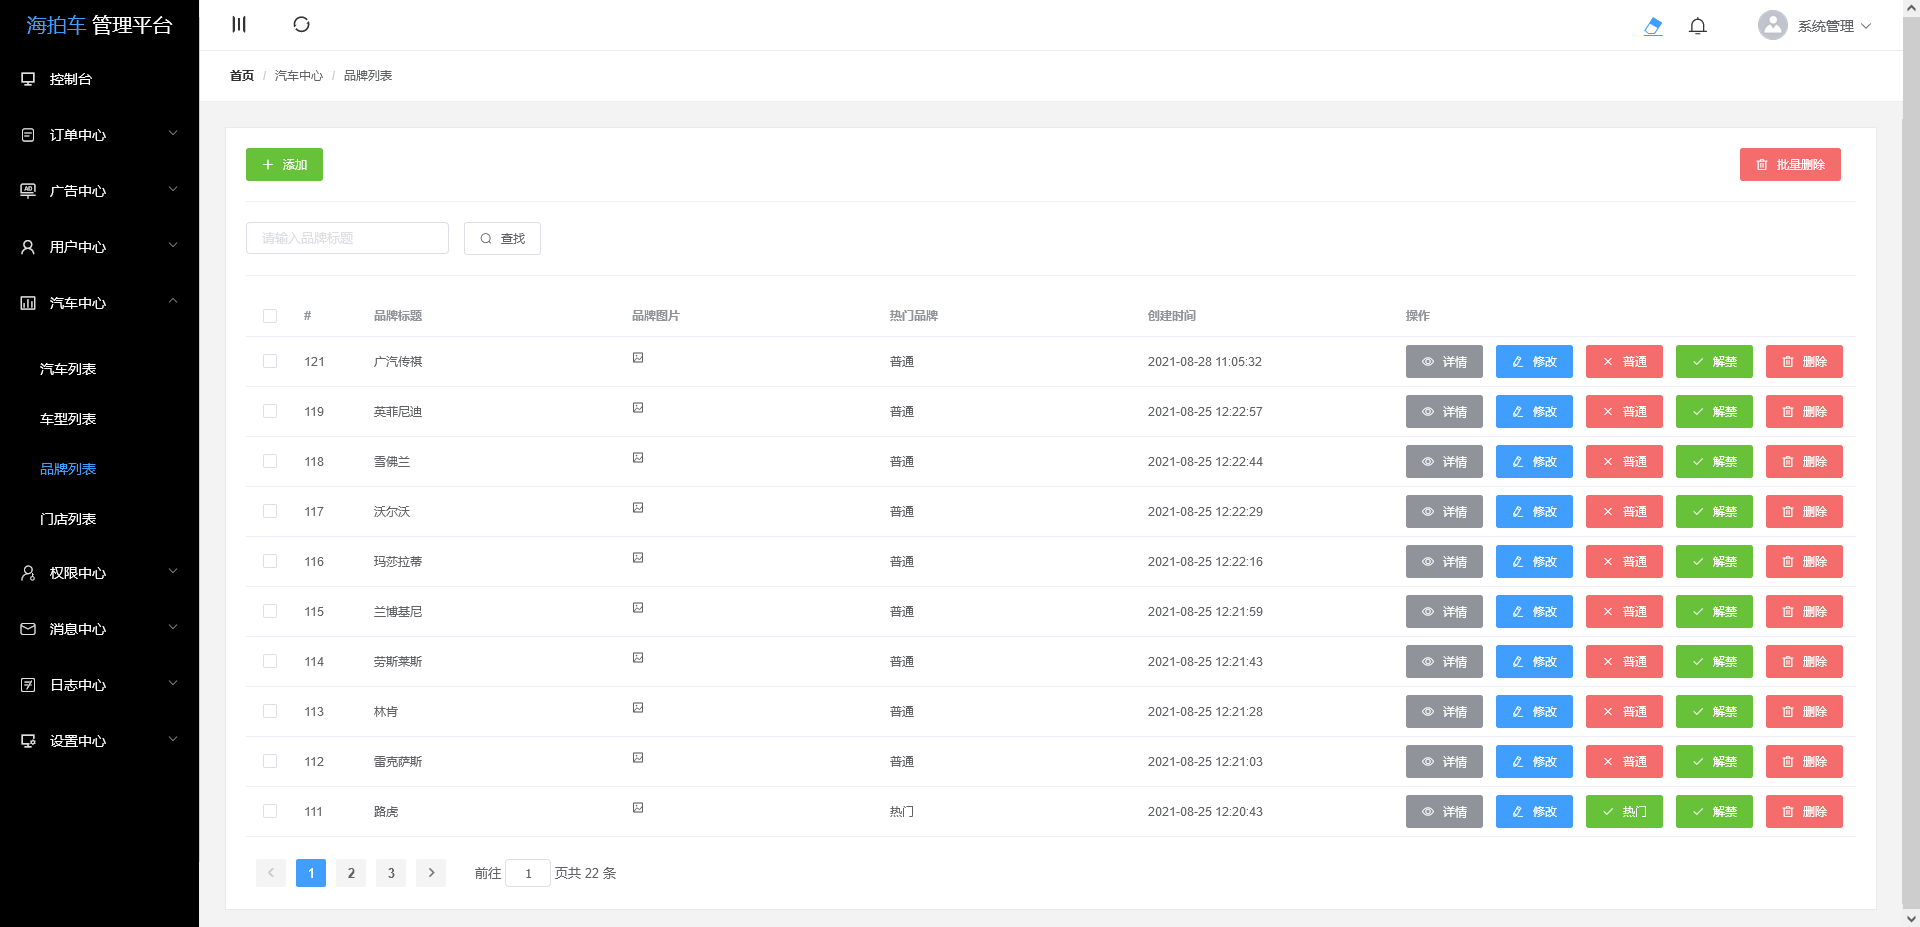 海拍车 管理平台
系统管理
首页 / 汽车中心 / 品牌列表
控制台
订单中心
广告中心
用户中心
汽车中心
汽车列表
车型列表
品牌列表
门店列表
权限中心
消息中心
日志中心
设置中心
添加
批量删除
请输入品牌标题
查找
# 品牌标题 品牌图片 热门品牌 创建时间 操作
121 广汽传祺 普通 2021-08-28 11:05:32 详情 修改 普通 解禁 删除
119 英菲尼迪 普通 2021-08-25 12:22:57 详情 修改 普通 解禁 删除
118 雪佛兰 普通 2021-08-25 12:22:44 详情 修改 普通 解禁 删除
117 沃尔沃 普通 2021-08-25 12:22:29 详情 修改 普通 解禁 删除
116 玛莎拉蒂 普通 2021-08-25 12:22:16 详情 修改 普通 解禁 删除
115 兰博基尼 普通 2021-08-25 12:21:59 详情 修改 普通 解禁 删除
114 劳斯莱斯 普通 2021-08-25 12:21:43 详情 修改 普通 解禁 删除
113 林肯 普通 2021-08-25 12:21:28 详情 修改 普通 解禁 删除
112 雷克萨斯 普通 2021-08-25 12:21:03 详情 修改 普通 解禁 删除
111 路虎 热门 2021-08-25 12:20:43 详情 修改 热门 解禁 删除
1 2 3 前往 1 页共 22 条